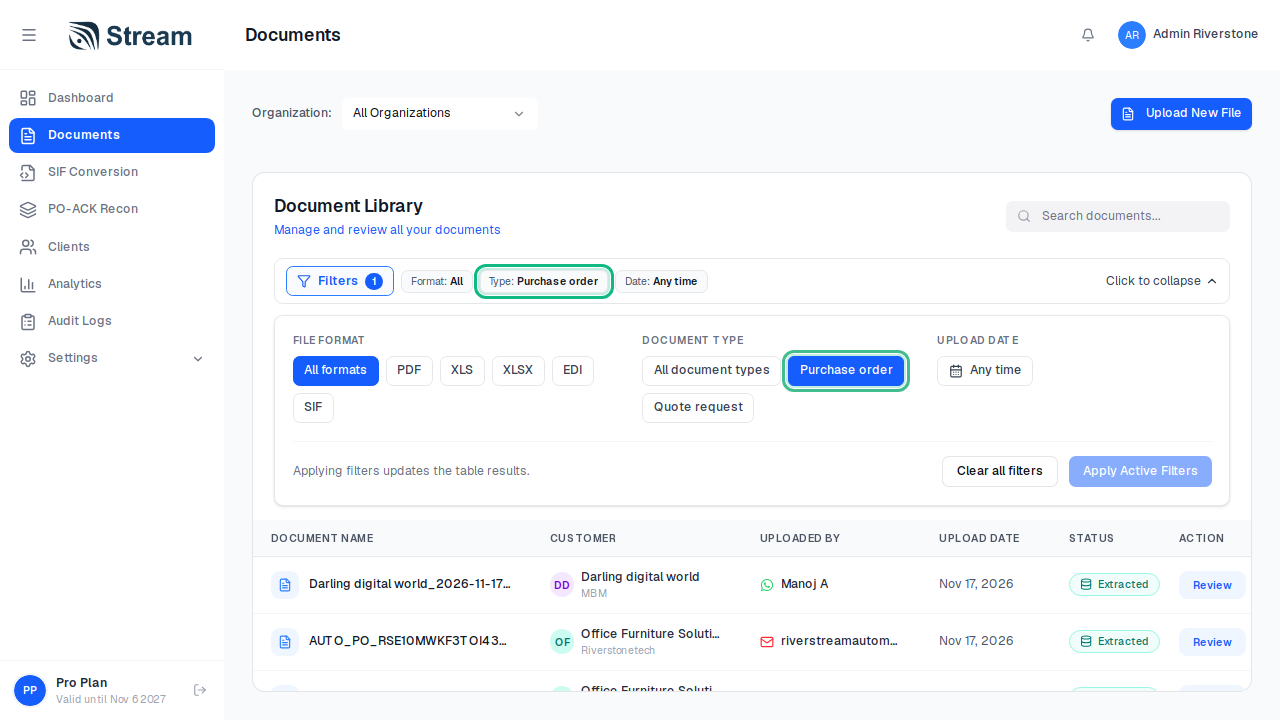 Stream
Documents
AR
Admin Riverstone
Dashboard
Documents
SIF Conversion
PO-ACK Recon
Clients
Analytics
Audit Logs
Settings
PP
Pro Plan
Valid until Nov 6 2027
Organization:
All Organizations
Upload New File
Document Library
Manage and review all your documents
Search documents...
Filters
1
Format: All
Type: Purchase order
Date: Any time
Click to collapse
FILE FORMAT
All formats
PDF
XLS
XLSX
EDI
SIF
DOCUMENT TYPE
All document types
Purchase order
Quote request
UPLOAD DATE
Any time
Applying filters updates the table results.
Clear all filters
Apply Active Filters
DOCUMENT NAME
CUSTOMER
UPLOADED BY
UPLOAD DATE
STATUS
ACTION
Darling digital world_2026-11-17...
DD
Darling digital world
MBM
Manoj A
Nov 17, 2026
Extracted
Review
AUTO_PO_RSE10MWKF3TOI43...
OF
Office Furniture Soluti...
Riverstonetech
riverstreamautom...
Nov 17, 2026
Extracted
Review
Office Furniture Soluti...